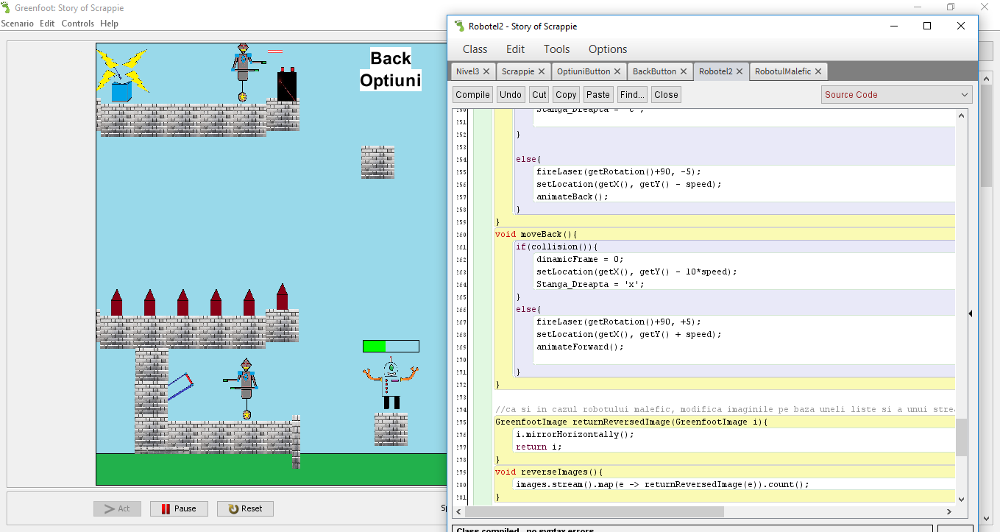 Greenfoot: Story of Scrappie
Scenario Edit Controls Help
Back
Optiuni
Act Pause Reset
Robotel2 - Story of Scrappie
Class Edit Tools Options
Nivel3 Scrappie OptiuniButton BackButton Robotel2 RobotulMalefic
Compile Undo Cut Copy Paste Find... Close Source Code
250 Stanga_Dreapta =
251
252 }
253
254 else{
255 fireLaser(getRotation()+90, -5);
256 setLocation(getX(), getY() - speed);
257 animateBack();
258 }
259 }
260 void moveBack(){
261 if(collision()){
262 dinamicFrame = 0;
263 setLocation(getX(), getY() - 10*speed);
264 Stanga_Dreapta = 'x';
265 }
266 else{
267 fireLaser(getRotation()+90, +5);
268 setLocation(getX(), getY() + speed);
269 animateForward();
270
271 }
272 }
273
274 //ca si in cazul robotului malefic, modifica imaginile pe baza uneli liste si a unui strea
275 GreenfootImage returnReversedImage(GreenfootImage i){
276 i.mirrorHorizontally();
277 return i;
278 }
279 void reverseImages(){
280 images.stream().map(e -> returnReversedImage(e)).count();
281 }
Class compiled - no syntax errors